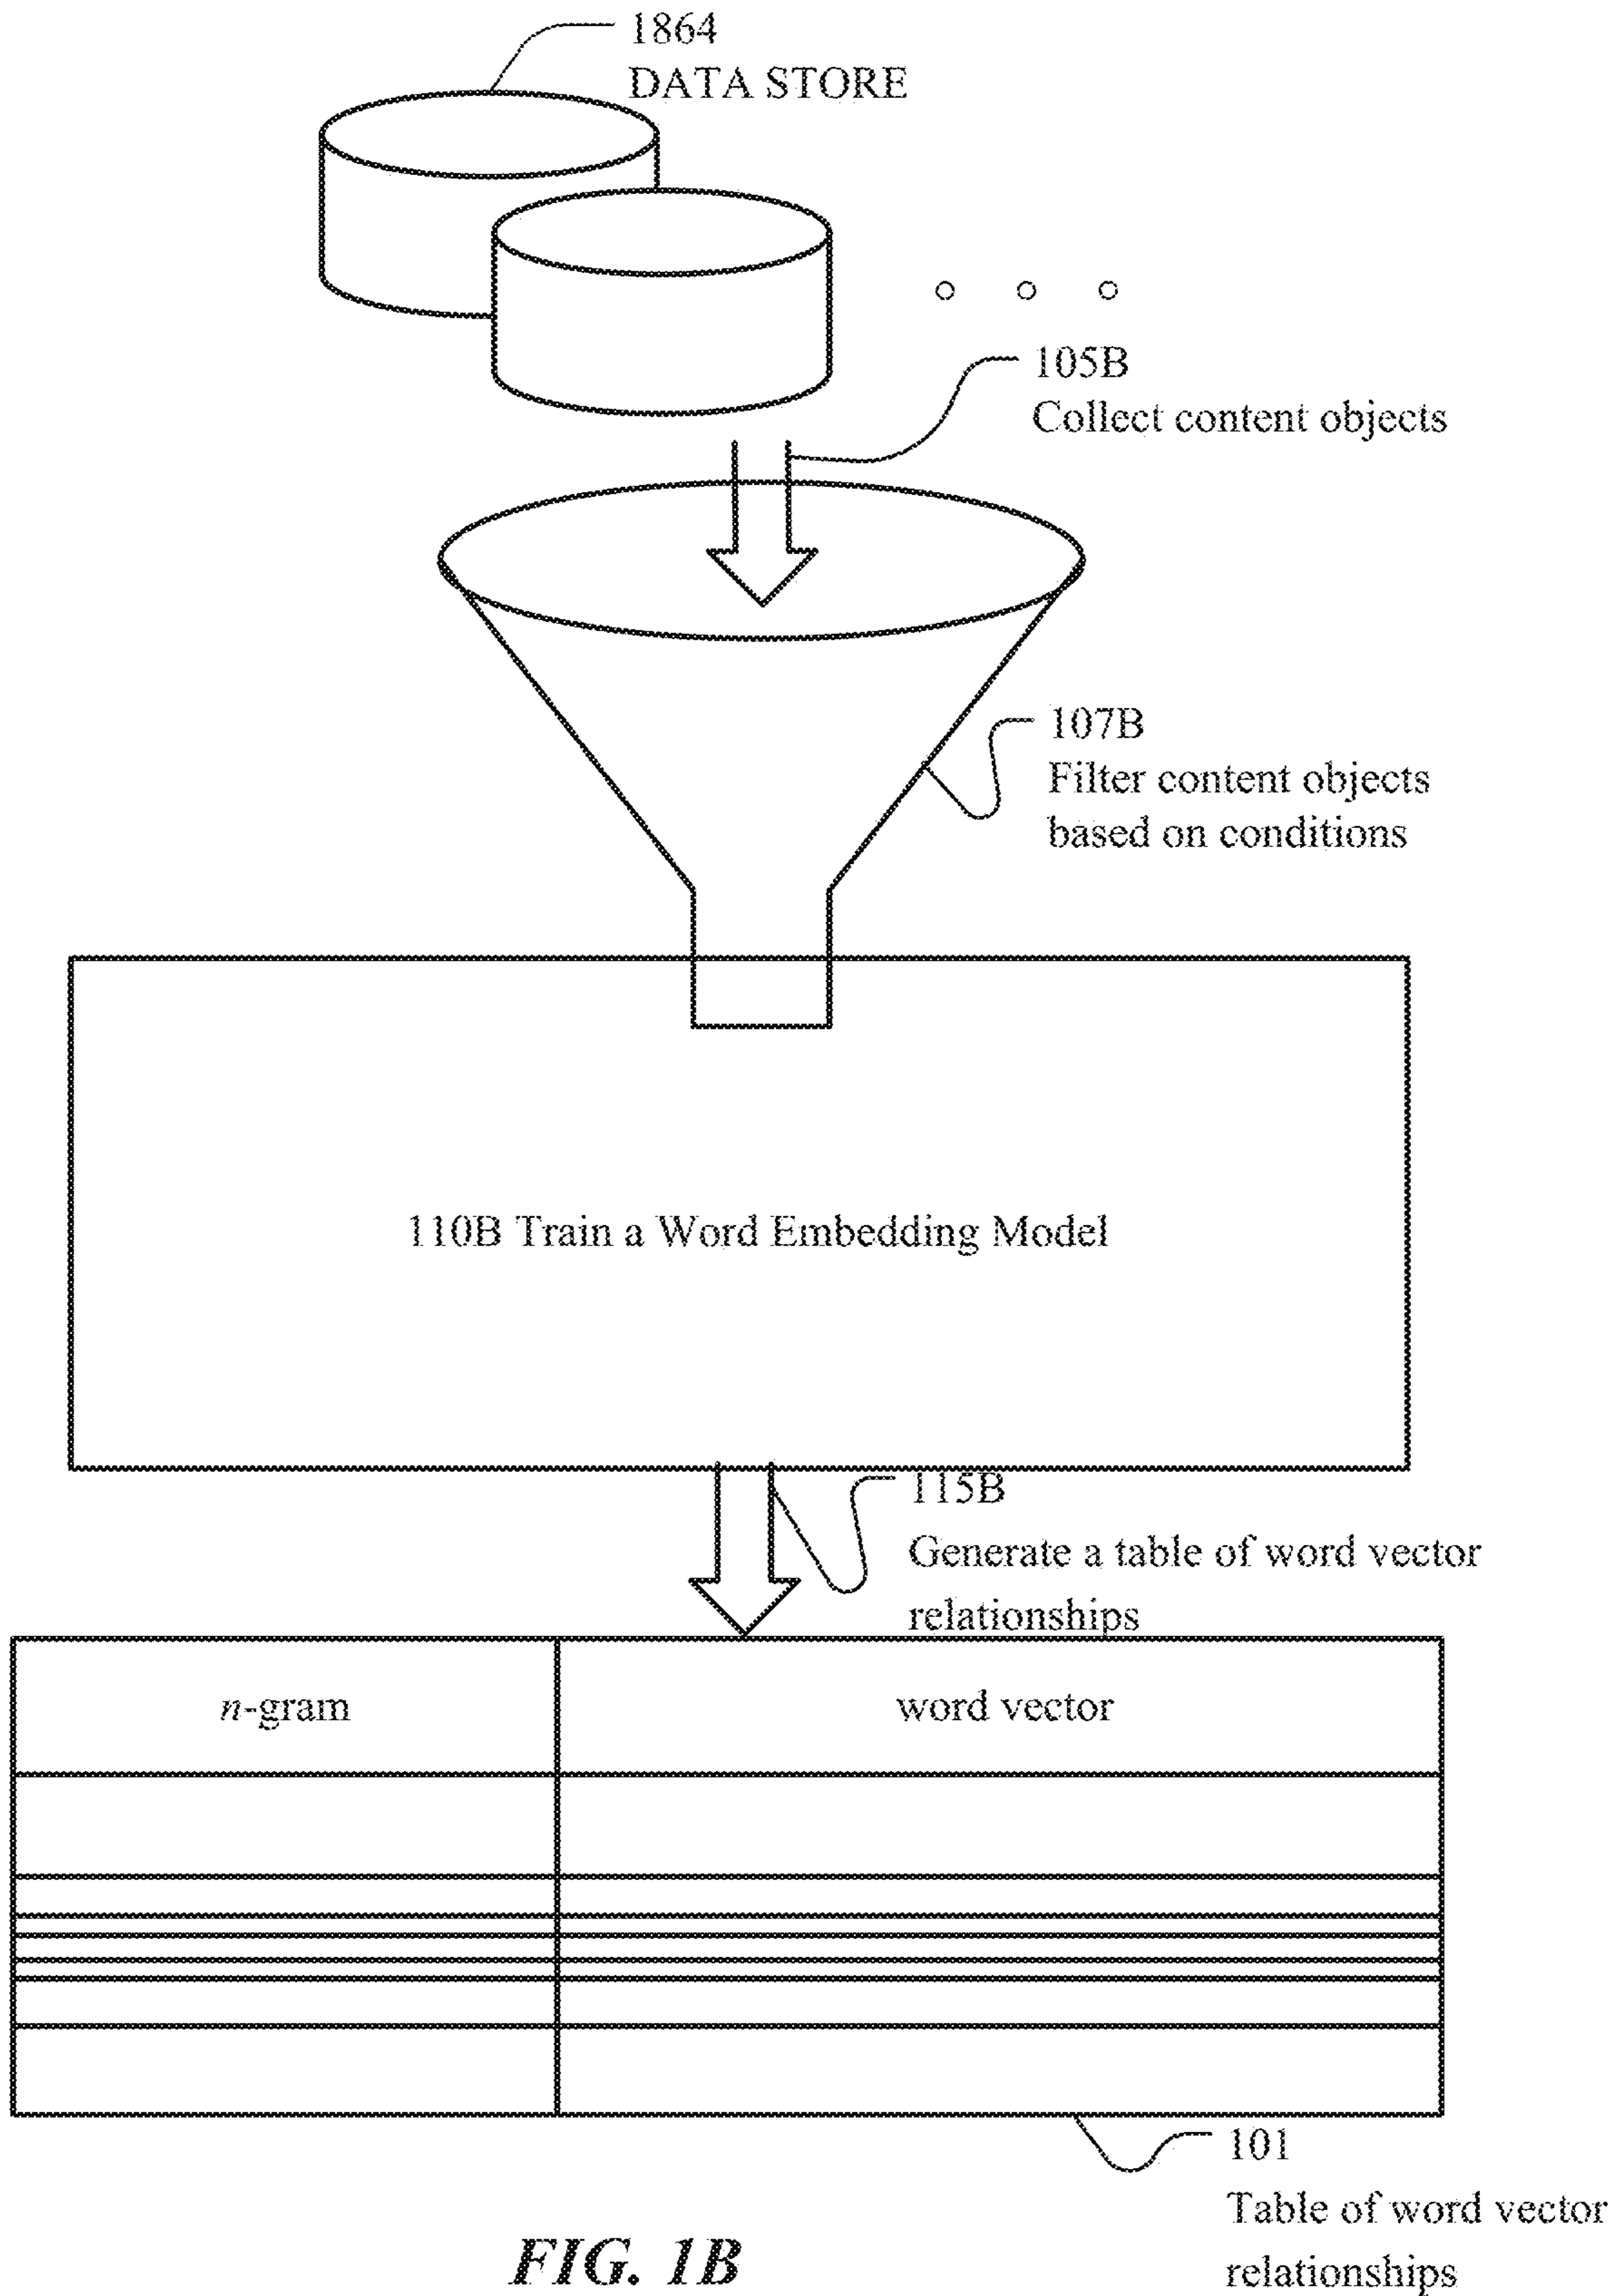 1864
DATA STORE
105B
Collect content objects
107B
Filter content objects
based on conditions
110B Train a Word Embedding Model
115B
Generate a table of word vector
relationships
n-gram
word vector
101
Table of word vector
relationships
FIG. 1B